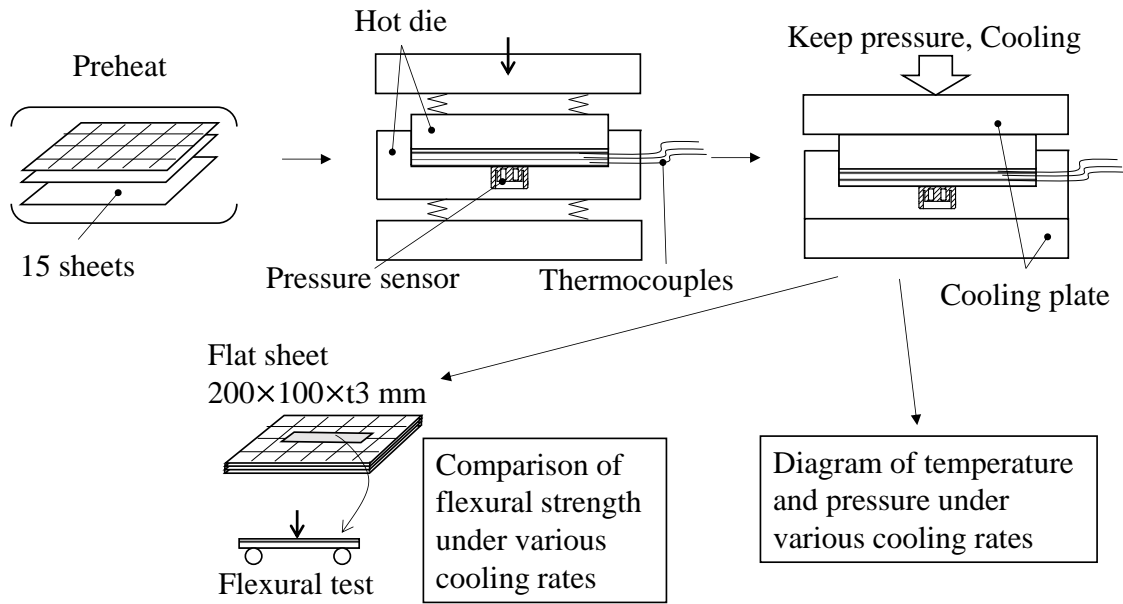 Preheat
15 sheets
Hot die
Pressure sensor
Thermocouples
Keep pressure, Cooling
Cooling plate
Flat sheet
200×100×t3 mm
Flexural test
Comparison of
flexural strength
under various
cooling rates
Diagram of temperature
and pressure under
various cooling rates